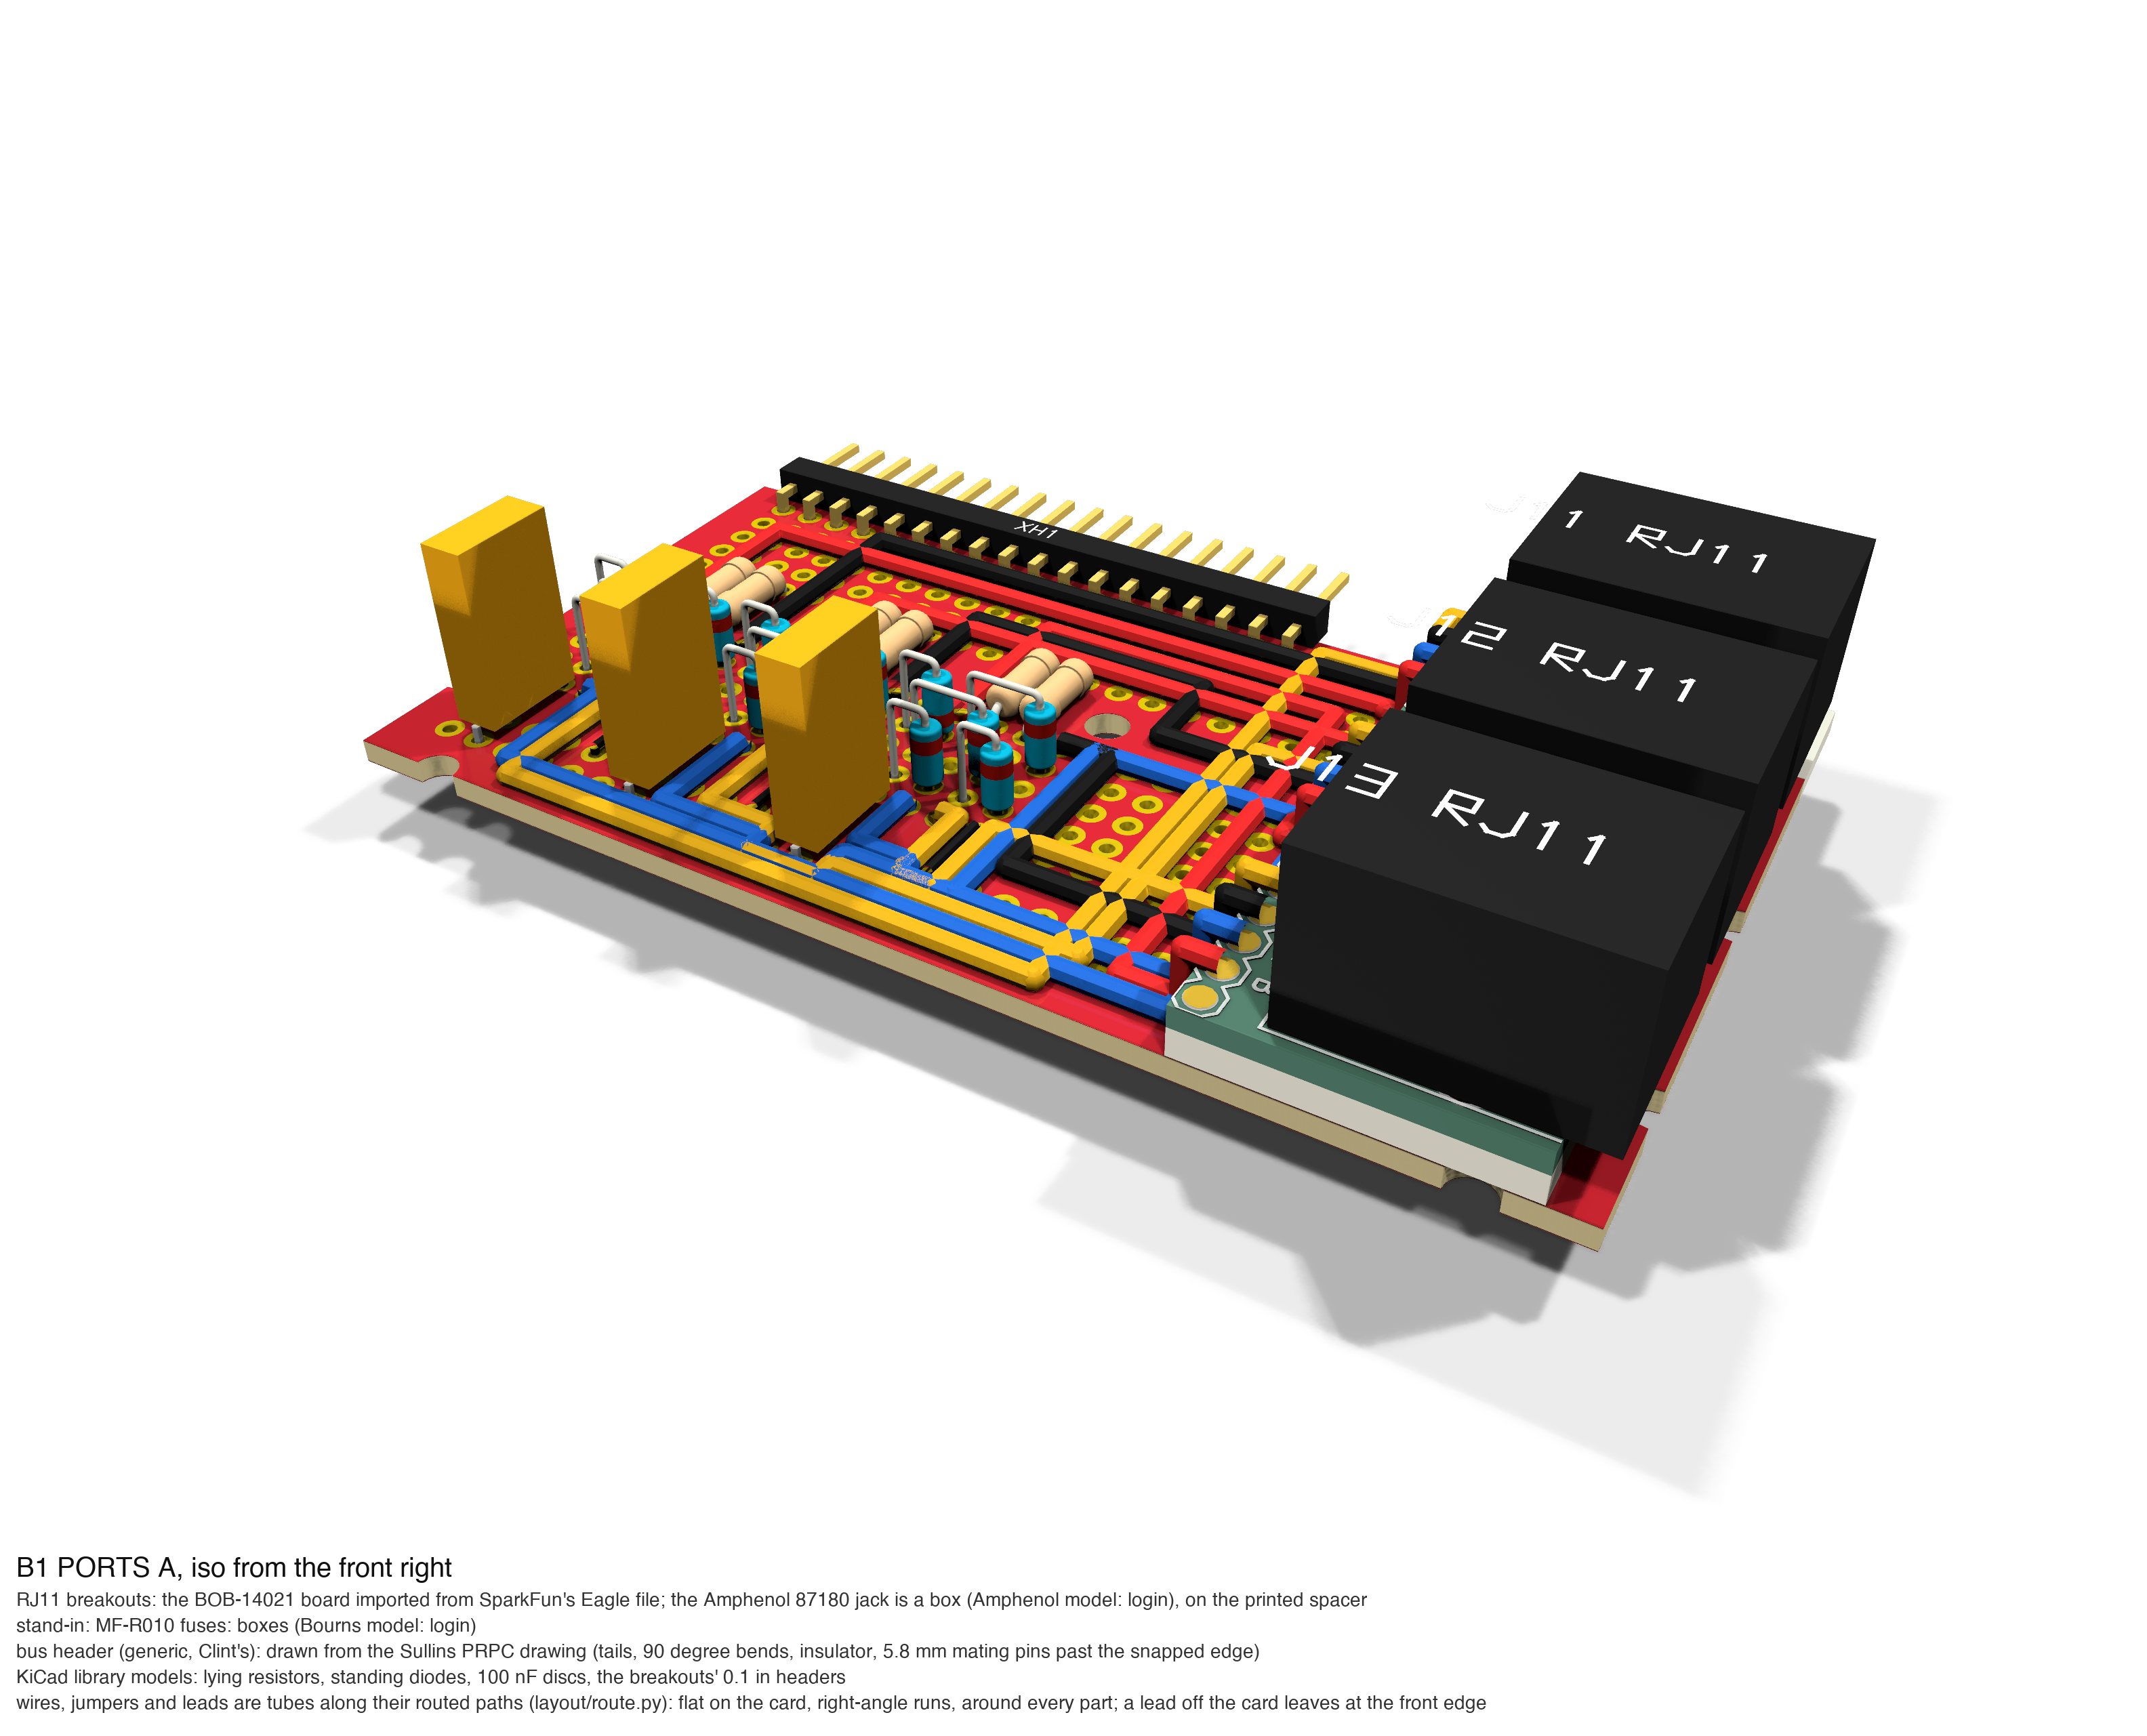 XH1
J11 RJ11
J12 RJ11
J13 RJ11
B1 PORTS A, iso from the front right
RJ11 breakouts: the BOB-14021 board imported from SparkFun's Eagle file; the Amphenol 87180 jack is a box (Amphenol model: login), on the printed spacer
stand-in: MF-R010 fuses: boxes (Bourns model: login)
bus header (generic, Clint's): drawn from the Sullins PRPC drawing (tails, 90 degree bends, insulator, 5.8 mm mating pins past the snapped edge)
KiCad library models: lying resistors, standing diodes, 100 nF discs, the breakouts' 0.1 in headers
wires, jumpers and leads are tubes along their routed paths (layout/route.py): flat on the card, right-angle runs, around every part; a lead off the card leaves at the front edge